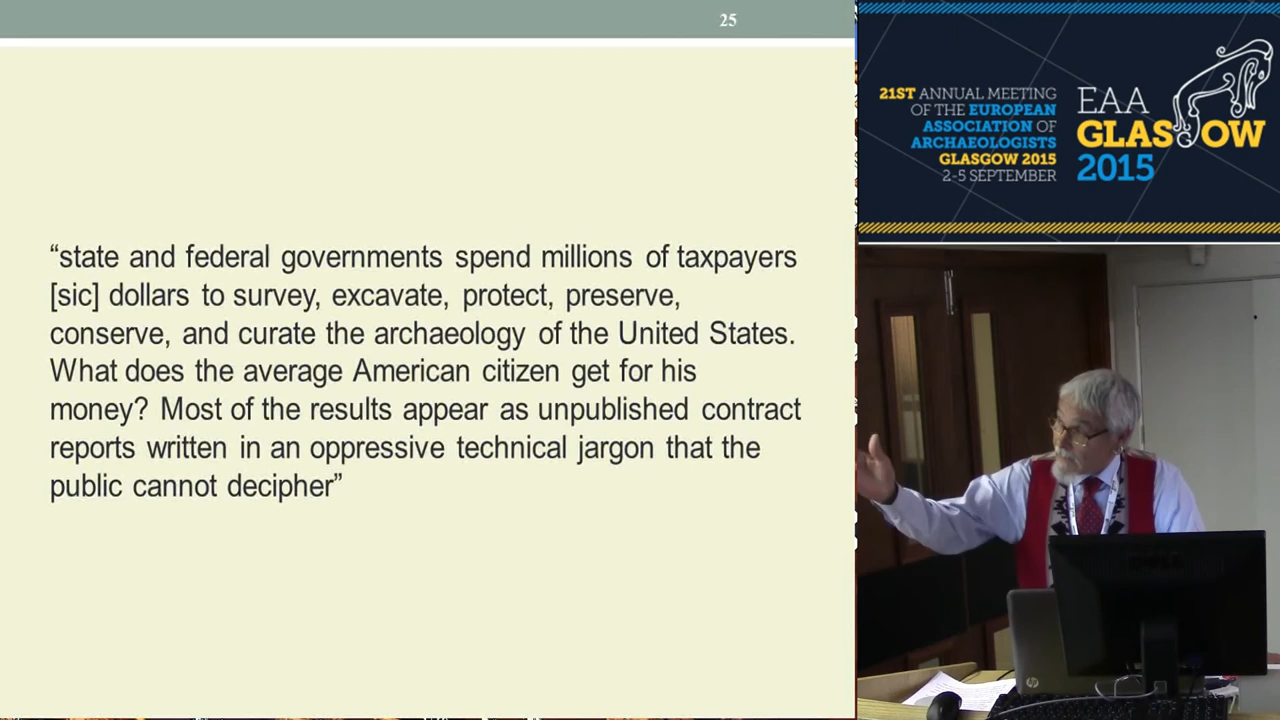 25
“state and federal governments spend millions of taxpayers
[sic] dollars to survey, excavate, protect, preserve,
conserve, and curate the archaeology of the United States.
What does the average American citizen get for his
money? Most of the results appear as unpublished contract
reports written in an oppressive technical jargon that the
public cannot decipher”
21ST ANNUAL MEETING
OF THE EUROPEAN
ASSOCIATION OF
ARCHAEOLOGISTS
GLASGOW 2015
2-5 SEPTEMBER
EAA
GLASGOW
2015
hp